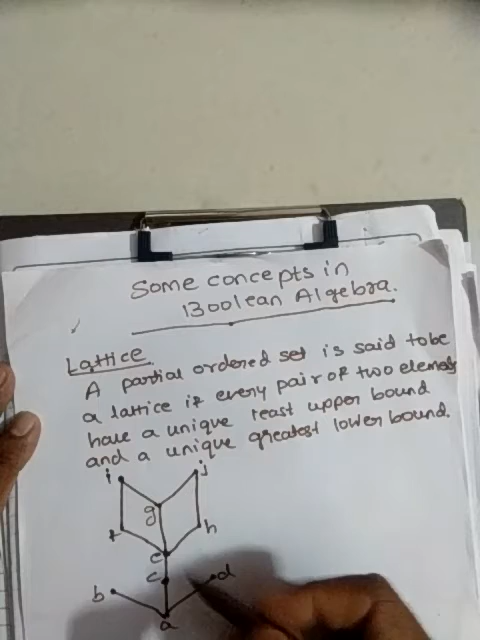 Some concepts in
Boolean Algebra.
Lattice
A partial ordered set is said to be
a lattice if every pair of two elements
have a unique least upper bound
and a unique greatest lower bound.
i j
g
f h
e
c
b d
a